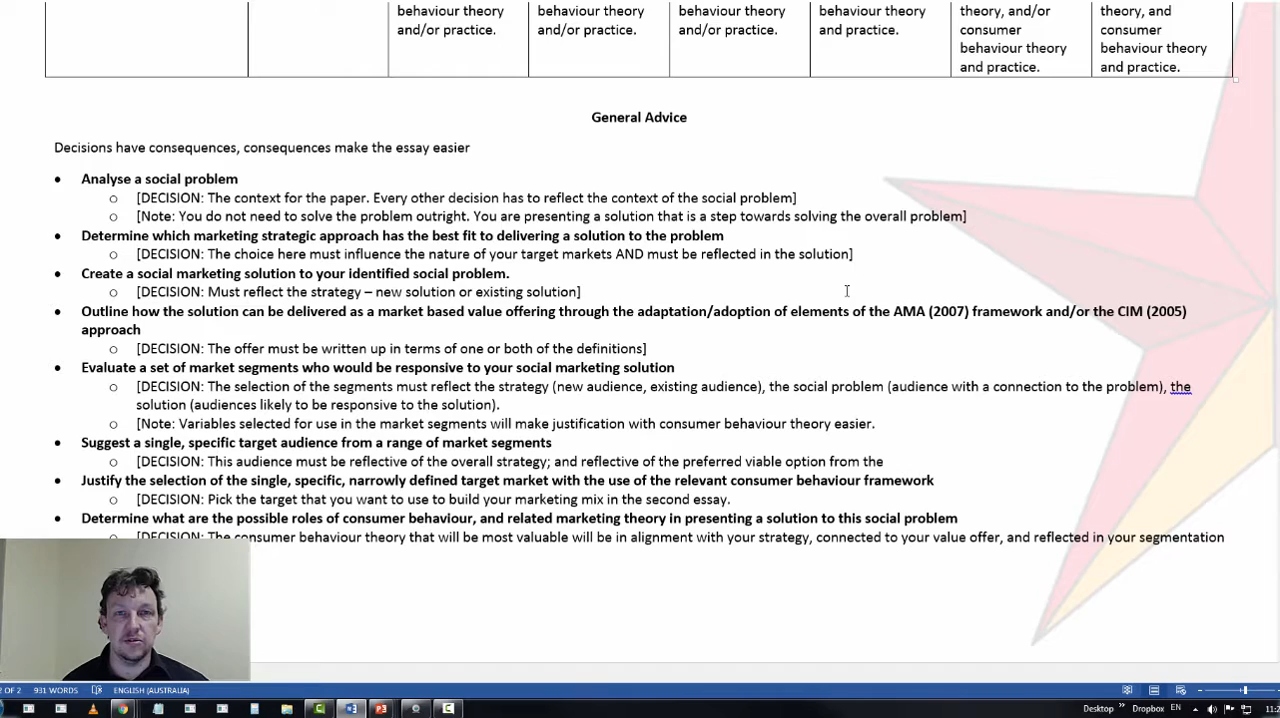 behaviour theory behaviour theory behaviour theory behaviour theory theory, and/or theory, and
and/or practice. and/or practice. and/or practice. and practice. consumer consumer
behaviour theory behaviour theory
and practice. and practice.
General Advice
Decisions have consequences, consequences make the essay easier
• Analyse a social problem
o [DECISION: The context for the paper. Every other decision has to reflect the context of the social problem]
o [Note: You do not need to solve the problem outright. You are presenting a solution that is a step towards solving the overall problem]
• Determine which marketing strategic approach has the best fit to delivering a solution to the problem
o [DECISION: The choice here must influence the nature of your target markets AND must be reflected in the solution]
• Create a social marketing solution to your identified social problem.
o [DECISION: Must reflect the strategy – new solution or existing solution]
• Outline how the solution can be delivered as a market based value offering through the adaptation/adoption of elements of the AMA (2007) framework and/or the CIM (2005)
approach
o [DECISION: The offer must be written up in terms of one or both of the definitions]
• Evaluate a set of market segments who would be responsive to your social marketing solution
o [DECISION: The selection of the segments must reflect the strategy (new audience, existing audience), the social problem (audience with a connection to the problem), the
solution (audiences likely to be responsive to the solution).
o [Note: Variables selected for use in the market segments will make justification with consumer behaviour theory easier.
• Suggest a single, specific target audience from a range of market segments
o [DECISION: This audience must be reflective of the overall strategy; and reflective of the preferred viable option from the
• Justify the selection of the single, specific, narrowly defined target market with the use of the relevant consumer behaviour framework
o [DECISION: Pick the target that you want to use to build your marketing mix in the second essay.
• Determine what are the possible roles of consumer behaviour, and related marketing theory in presenting a solution to this social problem
o [DECISION: The consumer behaviour theory that will be most valuable will be in alignment with your strategy, connected to your value offer, and reflected in your segmentation
2 OF 2 931 WORDS ENGLISH (AUSTRALIA)
Desktop Dropbox EN